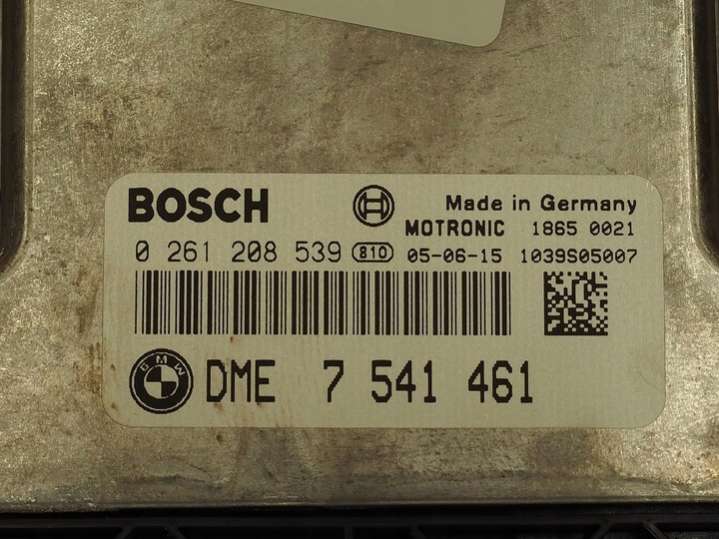 BOSCH
Made in Germany
MOTRONIC 1865 0021
0 261 208 539 810 05-06-15 1039S05007
BMW DME 7 541 461